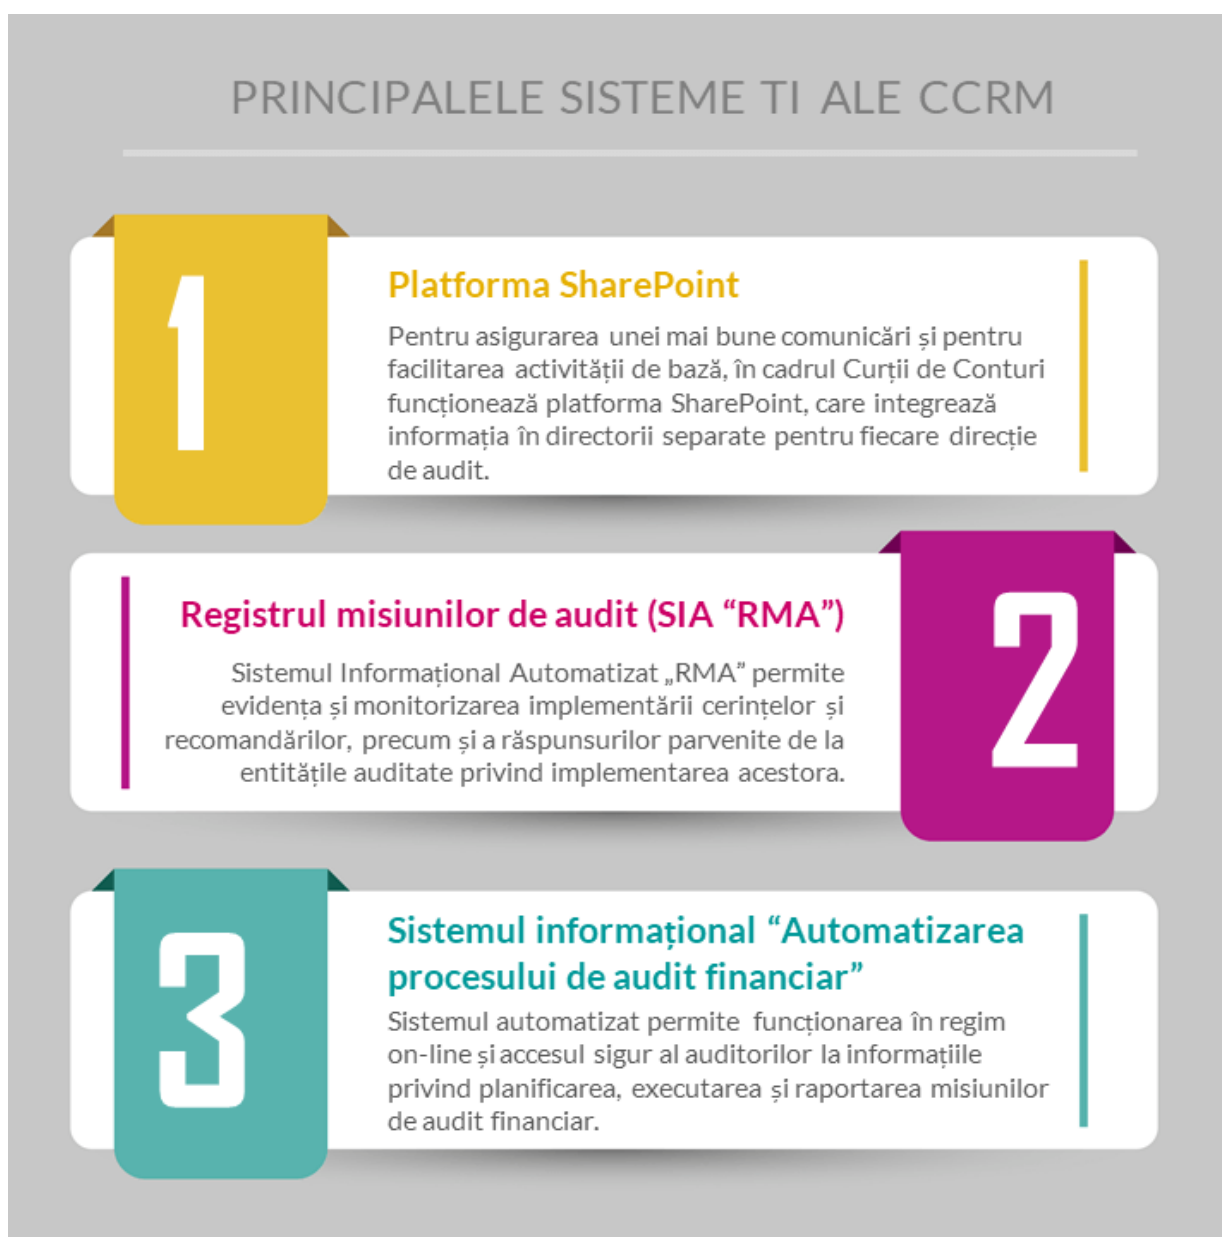 PRINCIPALELE SISTEME TI ALE CCRM
1
Platforma SharePoint
Pentru asigurarea unei mai bune comunicări și pentru
facilitarea activității de bază, în cadrul Curții de Conturi
funcționează platforma SharePoint, care integrează
informația în directorii separate pentru fiecare direcție
de audit.
2
Registrul misiunilor de audit (SIA “RMA”)
Sistemul Informațional Automatizat „RMA” permite
evidența și monitorizarea implementării cerințelor și
recomandărilor, precum și a răspunsurilor parvenite de la
entitățile auditate privind implementarea acestora.
3
Sistemul informațional “Automatizarea
procesului de audit financiar”
Sistemul automatizat permite funcționarea în regim
on-line și accesul sigur al auditorilor la informațiile
privind planificarea, executarea și raportarea misiunilor
de audit financiar.